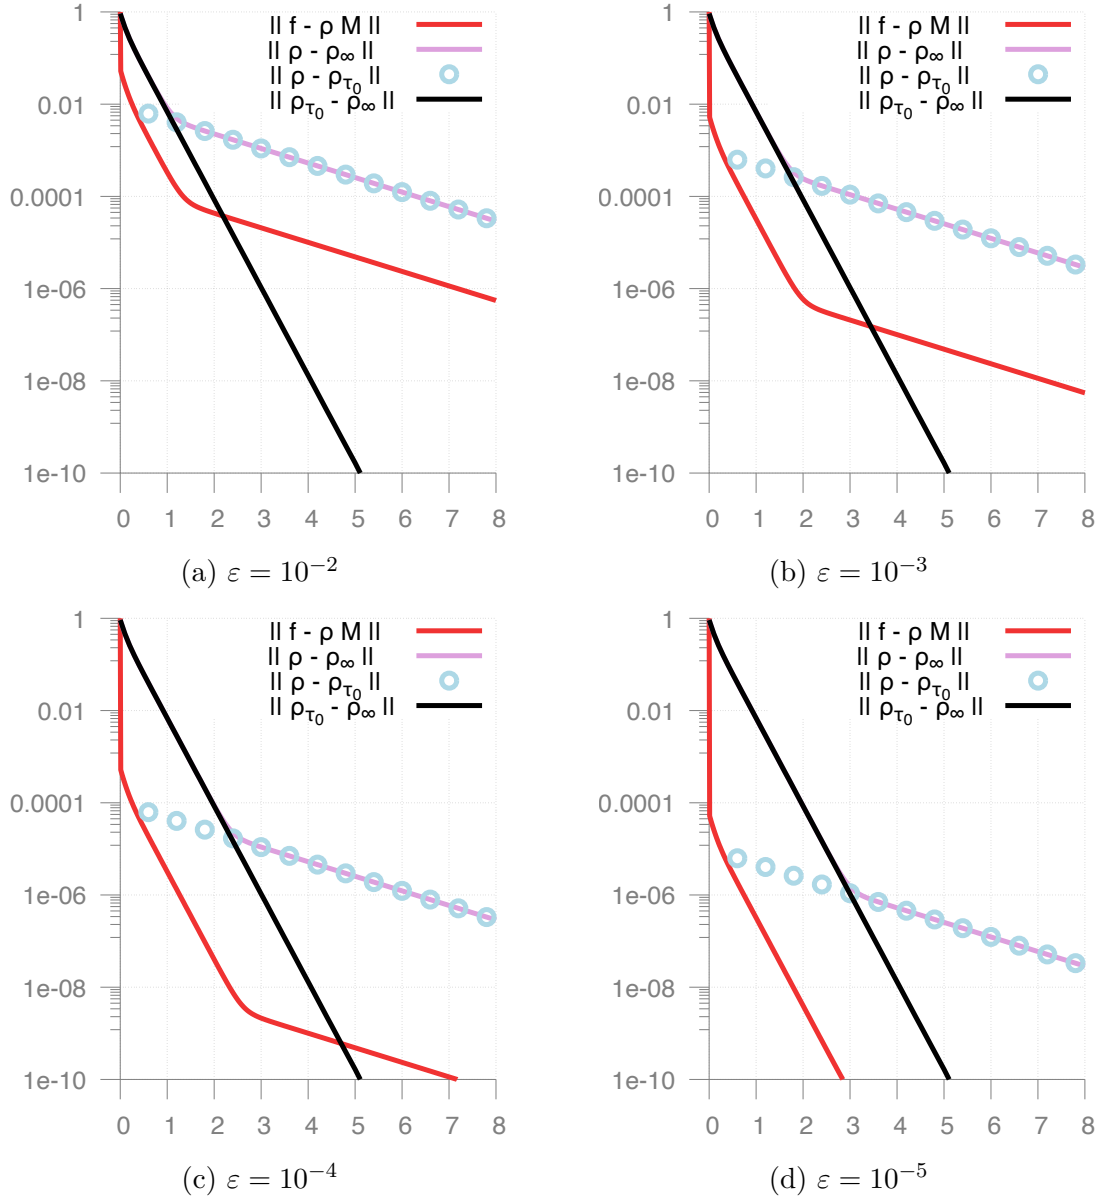 1
0.01
0.0001
1e-06
1e-08
1e-10
0 1 2 3 4 5 6 7 8
|| f - ρ M ||
|| ρ - ρ∞ ||
|| ρ - ρτ₀ ||
|| ρτ₀ - ρ∞ ||
(a) ε = 10⁻²
1
0.01
0.0001
1e-06
1e-08
1e-10
0 1 2 3 4 5 6 7 8
|| f - ρ M ||
|| ρ - ρ∞ ||
|| ρ - ρτ₀ ||
|| ρτ₀ - ρ∞ ||
(b) ε = 10⁻³
1
0.01
0.0001
1e-06
1e-08
1e-10
0 1 2 3 4 5 6 7 8
|| f - ρ M ||
|| ρ - ρ∞ ||
|| ρ - ρτ₀ ||
|| ρτ₀ - ρ∞ ||
(c) ε = 10⁻⁴
1
0.01
0.0001
1e-06
1e-08
1e-10
0 1 2 3 4 5 6 7 8
|| f - ρ M ||
|| ρ - ρ∞ ||
|| ρ - ρτ₀ ||
|| ρτ₀ - ρ∞ ||
(d) ε = 10⁻⁵